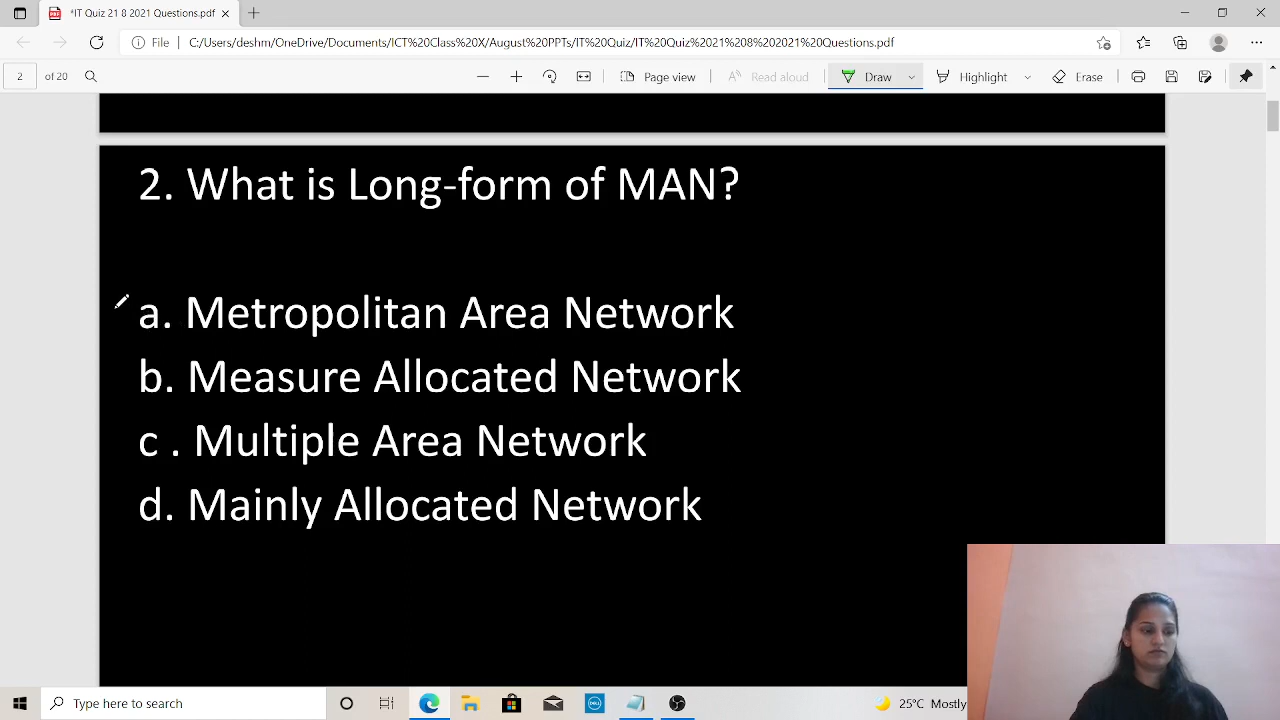 *IT Quiz 21 8 2021 Questions.pdf
File C:/Users/deshm/OneDrive/Documents/ICT%20Class%20X/August%20PPTs/IT%20Quiz/IT%20Quiz%2021%208%202021%20Questions.pdf
2 of 20 Page view Read aloud Draw Highlight Erase
2. What is Long-form of MAN?
a. Metropolitan Area Network
b. Measure Allocated Network
c . Multiple Area Network
d. Mainly Allocated Network
Type here to search
DELL
25°C Mostly